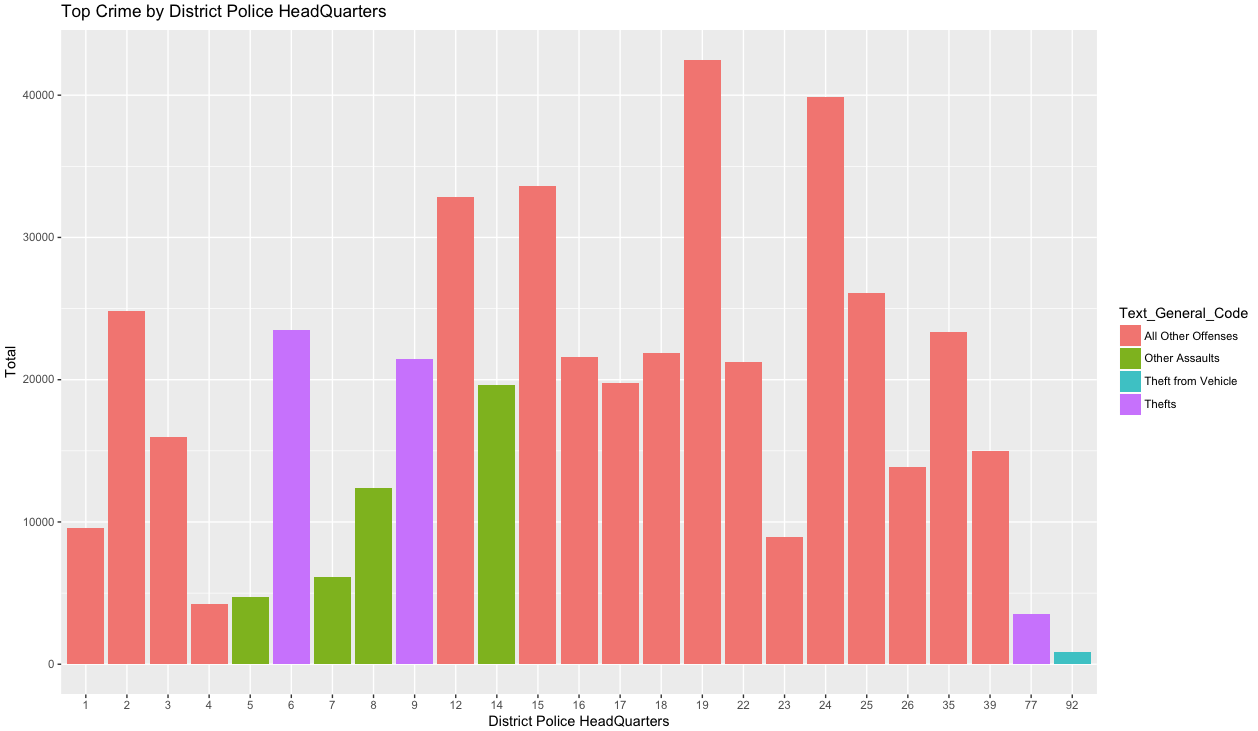 Top Crime by District Police HeadQuarters
Total
40000
30000
20000
10000
0
1 2 3 4 5 6 7 8 9 12 14 15 16 17 18 19 22 23 24 25 26 35 39 77 92
District Police HeadQuarters
Text_General_Code
All Other Offenses
Other Assaults
Theft from Vehicle
Thefts